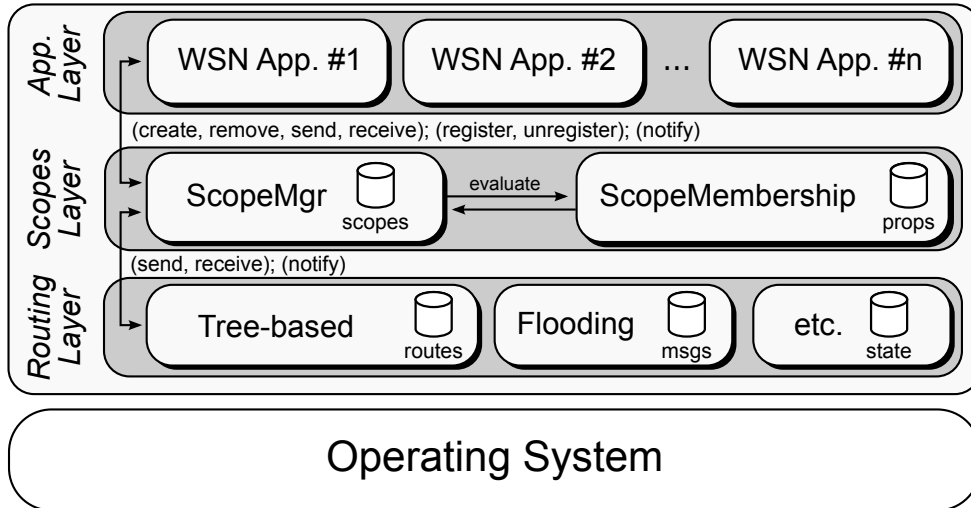 App.
Layer
WSN App. #1
WSN App. #2
...
WSN App. #n
(create, remove, send, receive); (register, unregister); (notify)
Scopes
Layer
ScopeMgr
scopes
evaluate
ScopeMembership
props
(send, receive); (notify)
Routing
Layer
Tree-based
routes
Flooding
msgs
etc.
state
Operating System